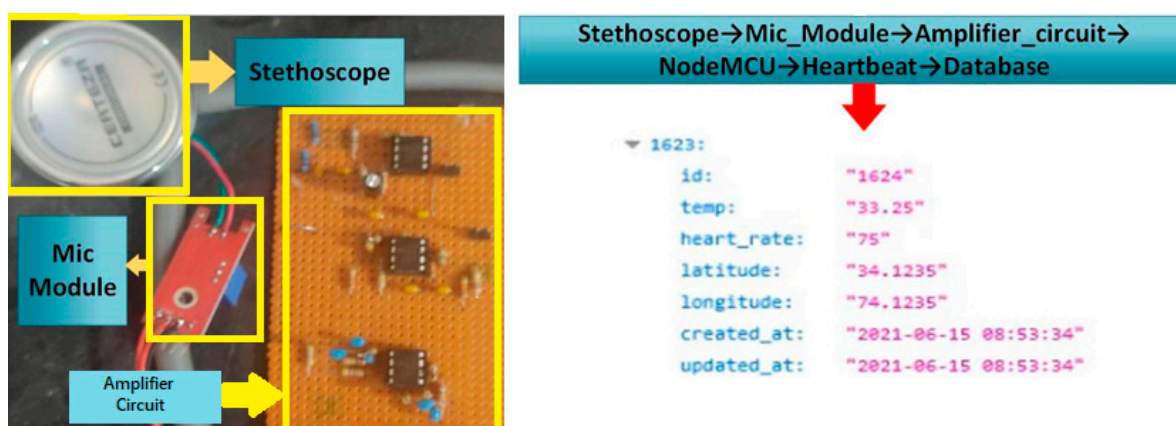 Stethoscope
CERTEZA
Mic
Module
Amplifier
Circuit
Stethoscope→Mic_Module→Amplifier_circuit→
NodeMCU→Heartbeat→Database
1623:
id: "1624"
temp: "33.25"
heart_rate: "75"
latitude: "34.1235"
longitude: "74.1235"
created_at: "2021-06-15 08:53:34"
updated_at: "2021-06-15 08:53:34"